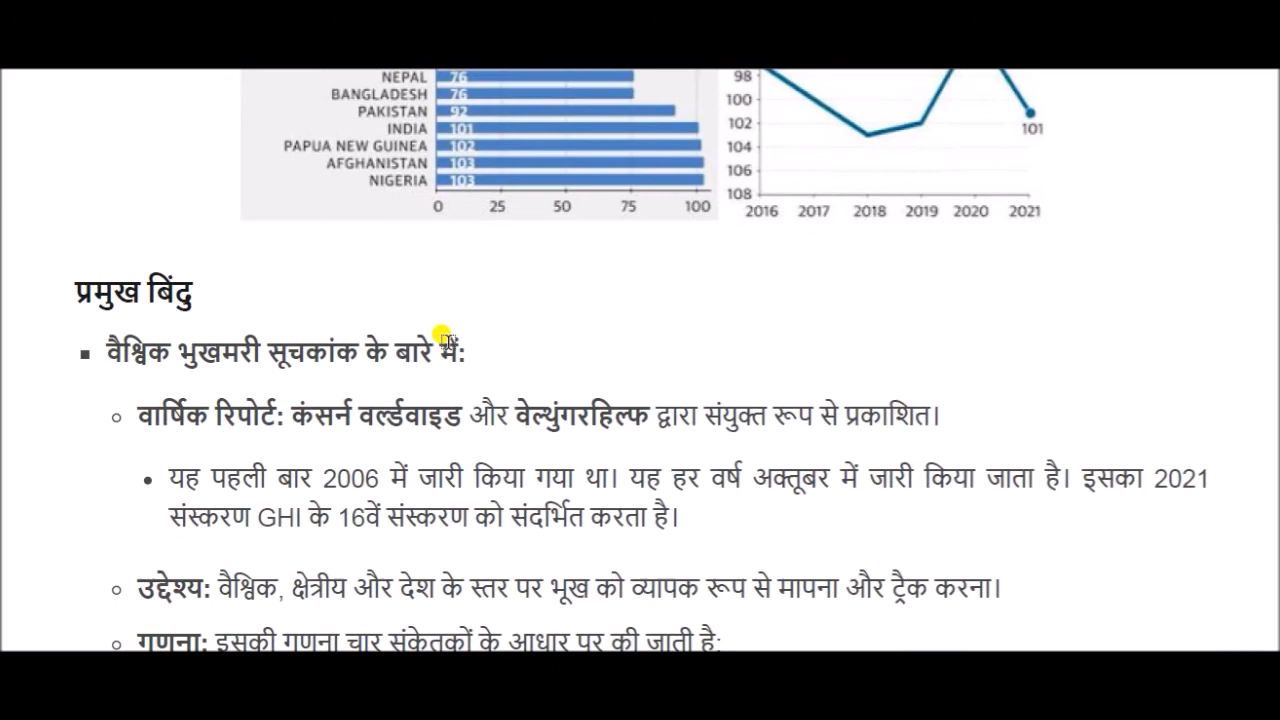 NEPAL 76
BANGLADESH 76
PAKISTAN 92
INDIA 101
PAPUA NEW GUINEA 102
AFGHANISTAN 103
NIGERIA 103
0 25 50 75 100
98
100
102
104
106
108
101
2016 2017 2018 2019 2020 2021
प्रमुख बिंदु
वैश्विक भुखमरी सूचकांक के बारे में:
वार्षिक रिपोर्ट: कंसर्न वर्ल्डवाइड और वेल्थुंगरहिल्फ द्वारा संयुक्त रूप से प्रकाशित।
यह पहली बार 2006 में जारी किया गया था। यह हर वर्ष अक्तूबर में जारी किया जाता है। इसका 2021
संस्करण GHI के 16वें संस्करण को संदर्भित करता है।
उद्देश्य: वैश्विक, क्षेत्रीय और देश के स्तर पर भूख को व्यापक रूप से मापना और ट्रैक करना।
गणना: इसकी गणना चार संकेतकों के आधार पर की जाती है: